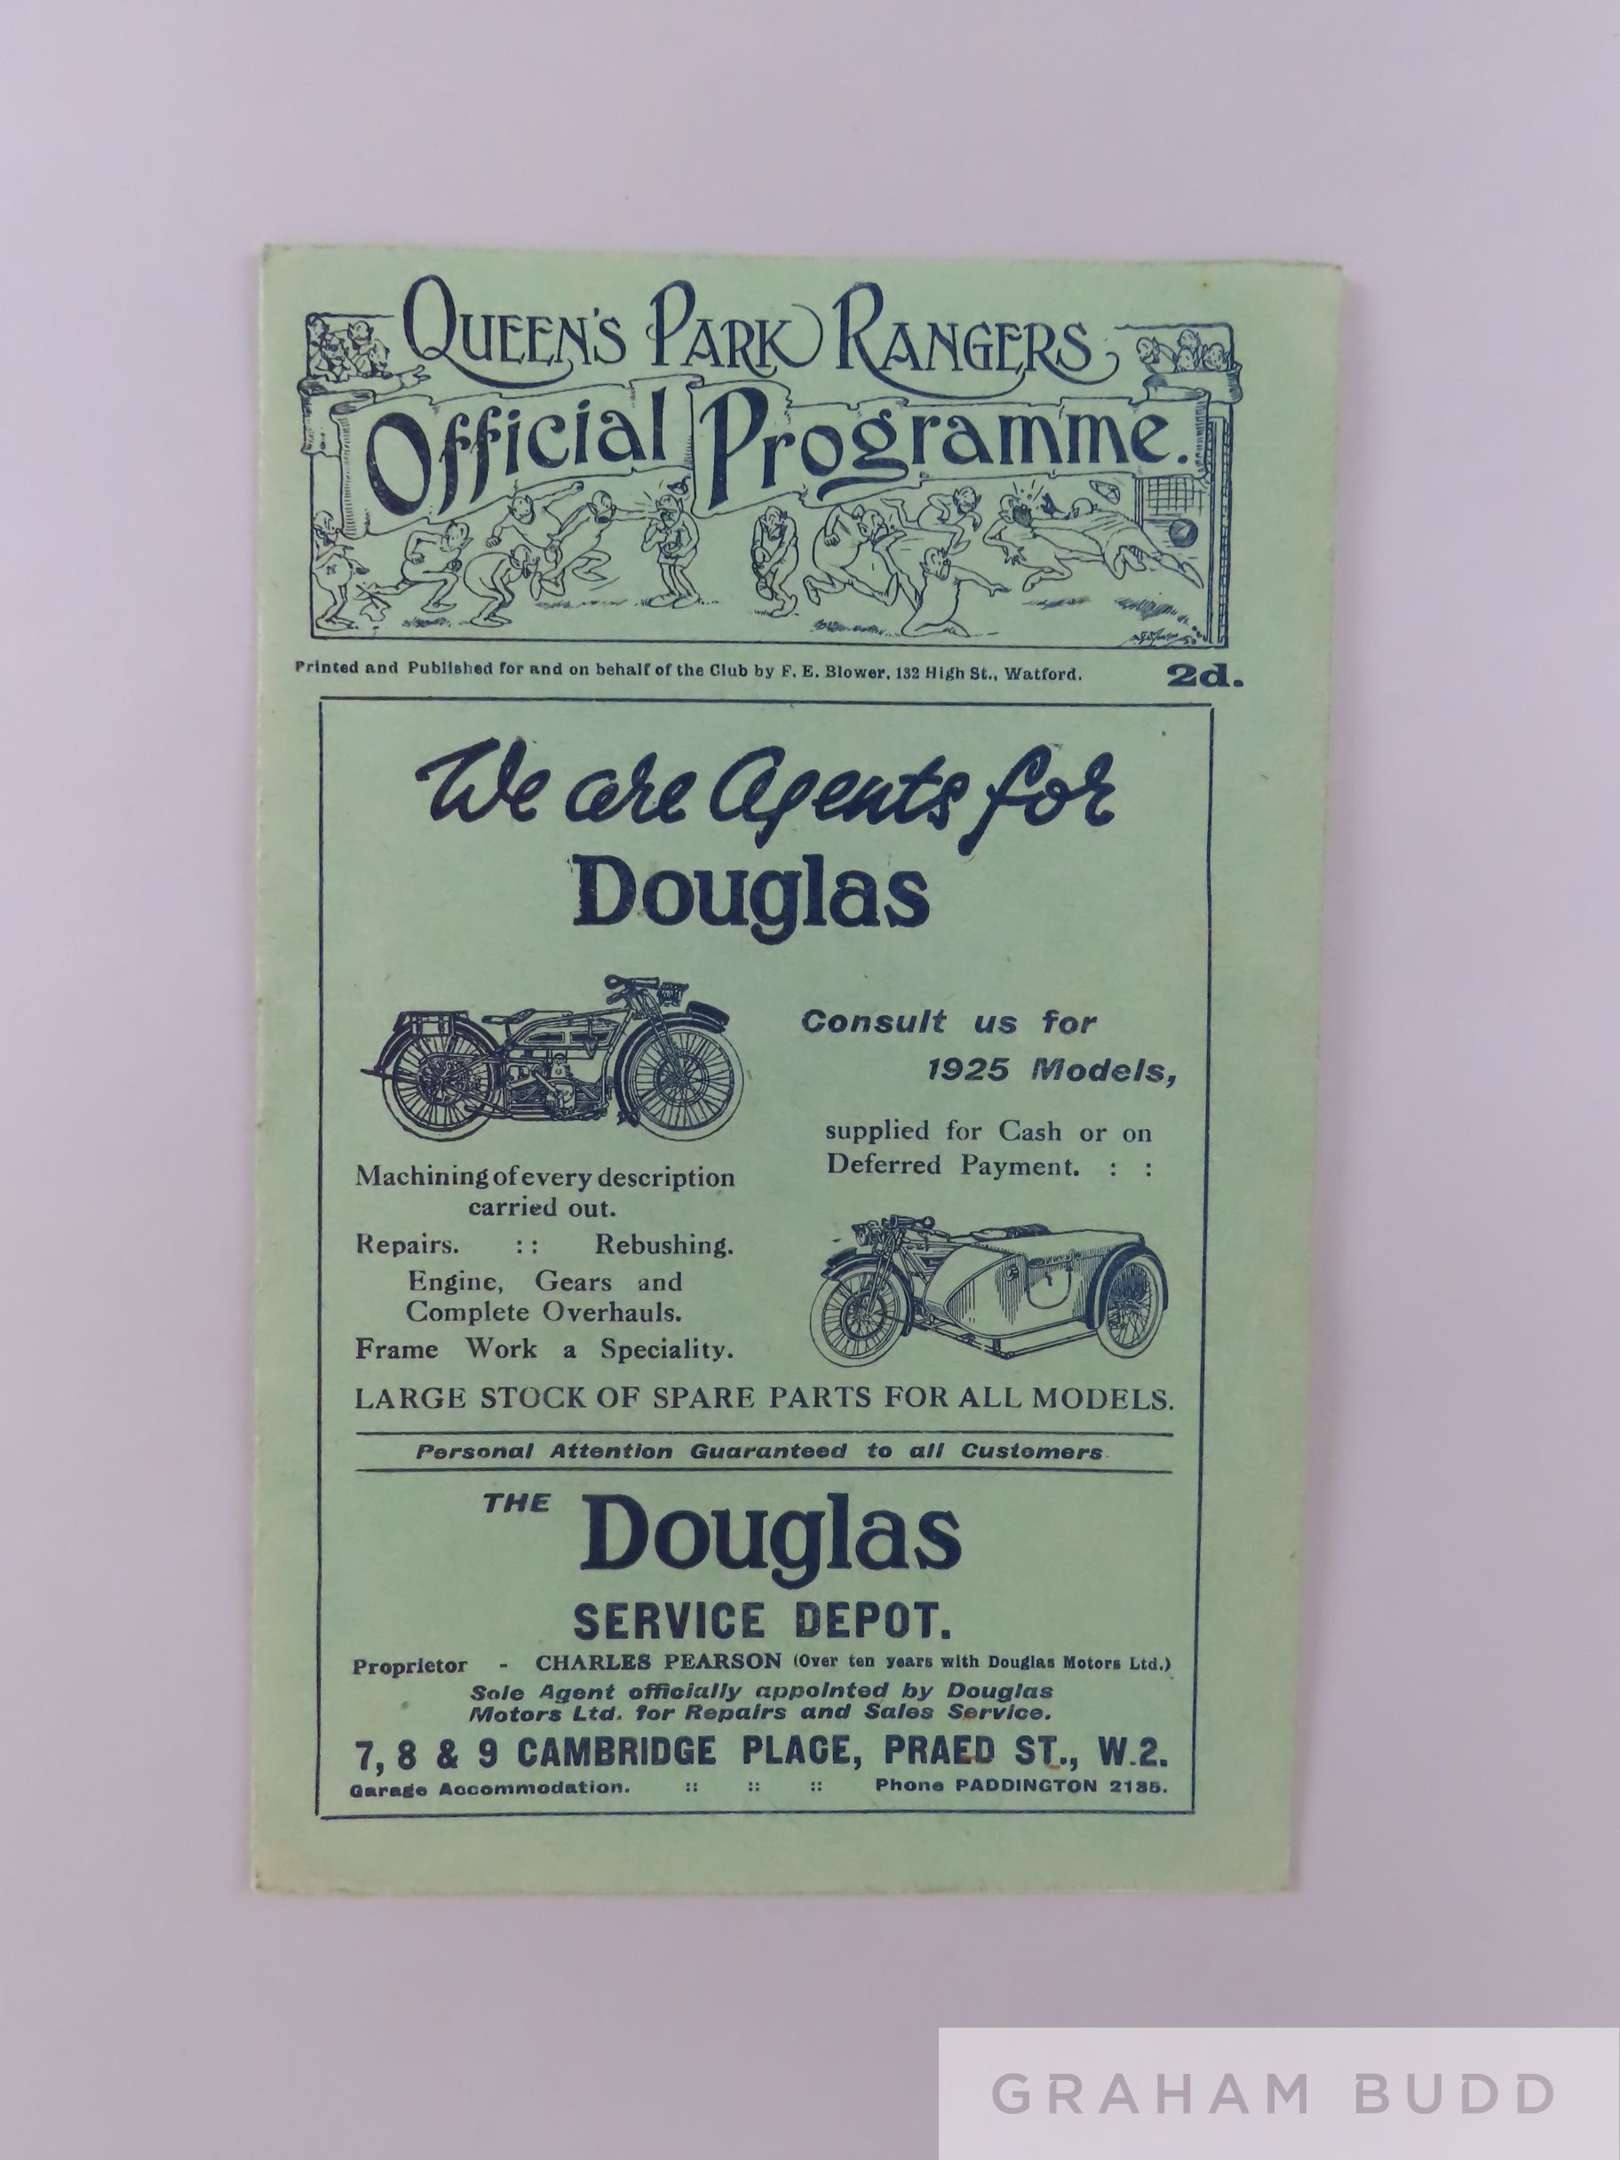 QUEEN'S PARK RANGERS
Official Programme.
Printed and Published for and on behalf of the Club by F. E. Blower, 132 High St., Watford.
2d.
We are Agents for
Douglas
Consult us for
1925 Models,
supplied for Cash or on
Deferred Payment. : :
Machining of every description
carried out.
Repairs. :: Rebushing.
Engine, Gears and
Complete Overhauls.
Frame Work a Speciality.
LARGE STOCK OF SPARE PARTS FOR ALL MODELS.
Personal Attention Guaranteed to all Customers.
THE Douglas
SERVICE DEPOT.
Proprietor - CHARLES PEARSON (Over ten years with Douglas Motors Ltd.)
Sole Agent officially appointed by Douglas
Motors Ltd. for Repairs and Sales Service.
7, 8 & 9 CAMBRIDGE PLACE, PRAED ST., W.2.
Garage Accommodation. :: :: :: Phone PADDINGTON 2185.
GRAHAM BUDD